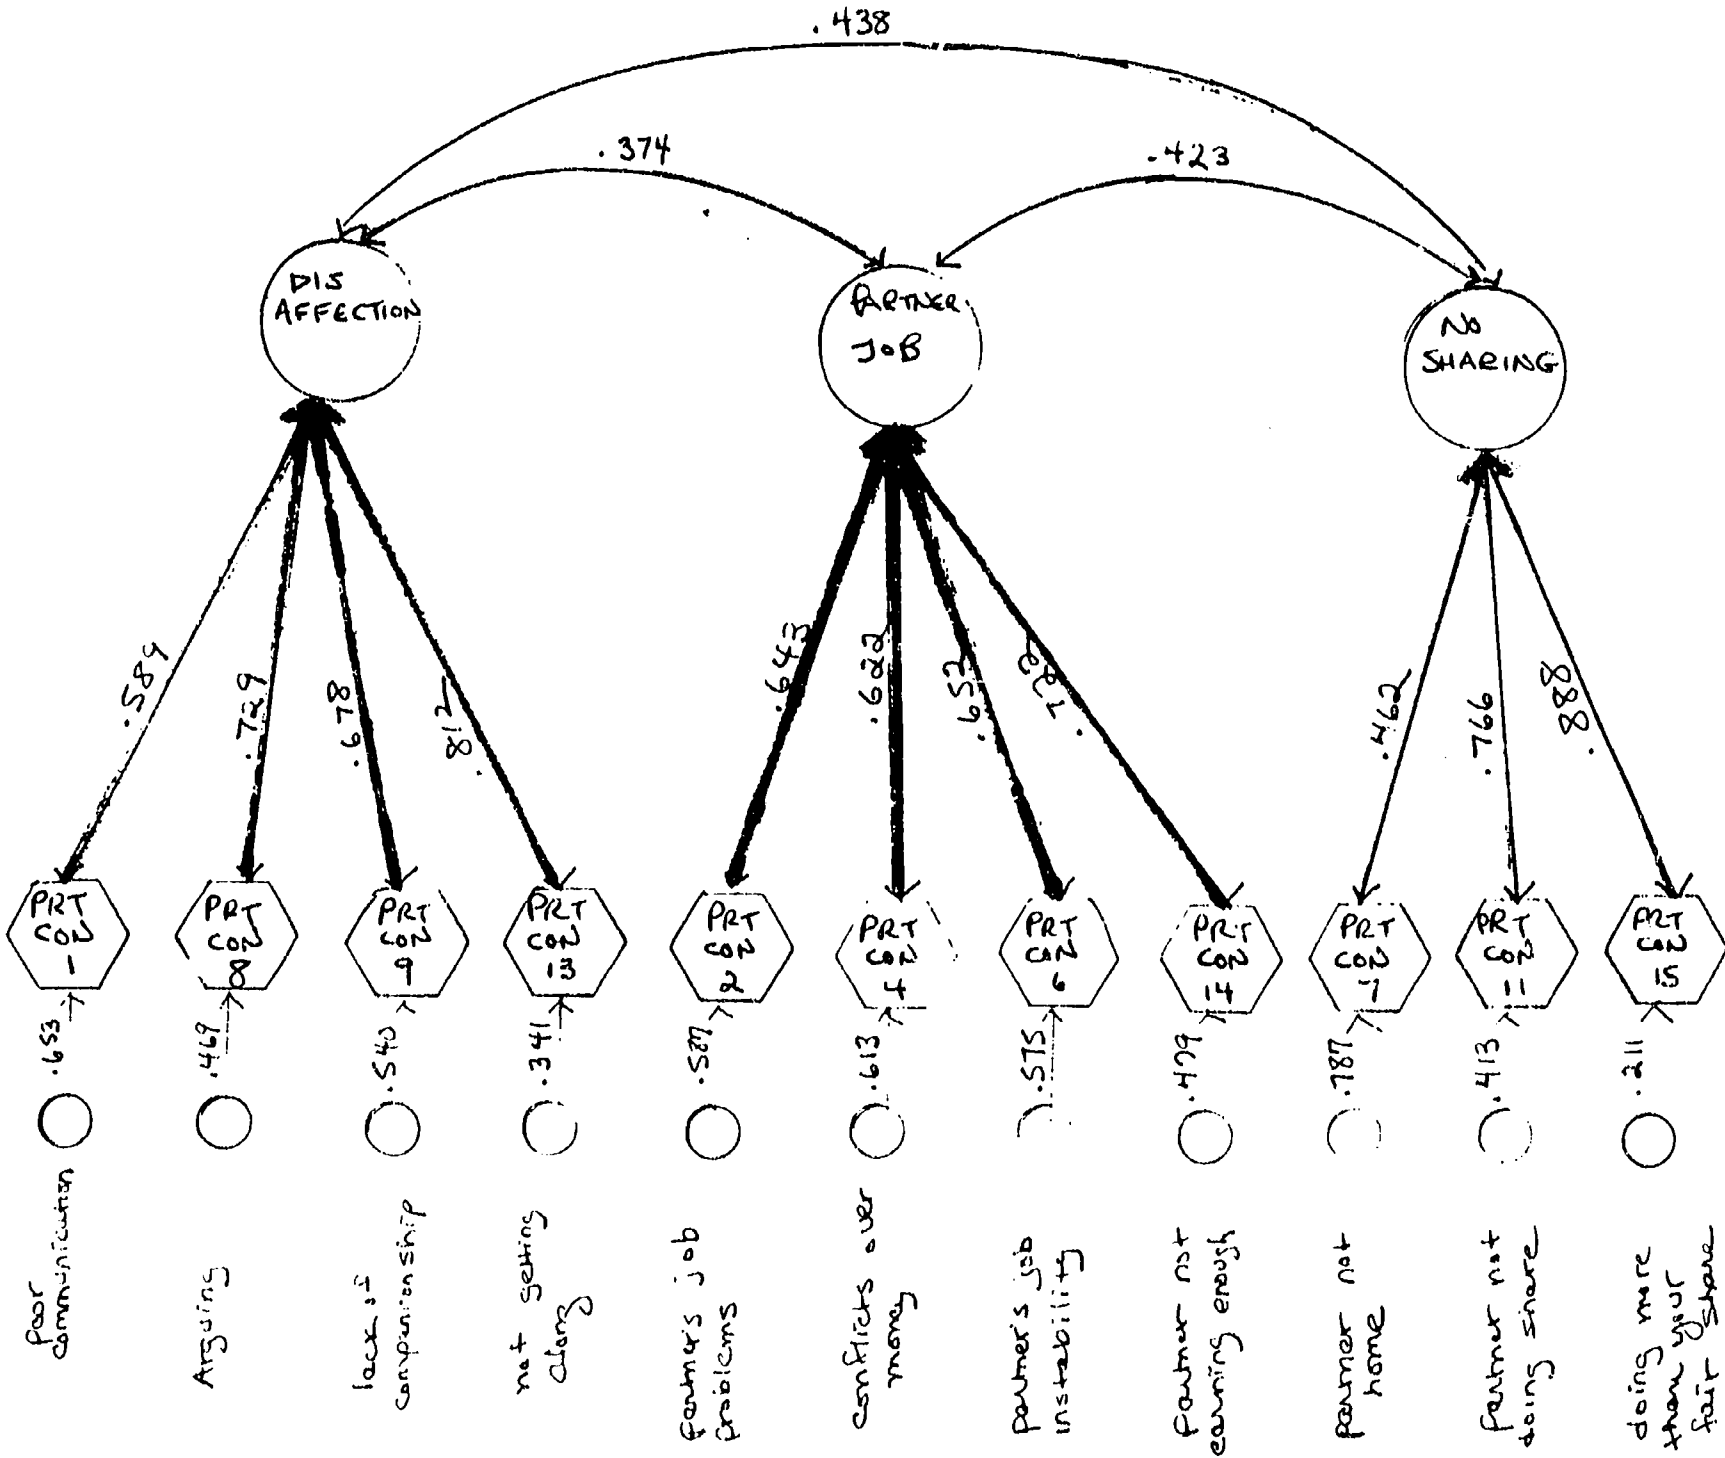 .438
.374
.423
DIS
AFFECTION
PARTNER
JOB
NO
SHARING
.589
.729
.678
.812
.643
.622
.652
.722
.462
.766
.888
PRT
CON
1
PRT
CON
8
PRT
CON
9
PRT
CON
13
PRT
CON
2
PRT
CON
4
PRT
CON
6
PRT
CON
14
PRT
CON
7
PRT
CON
11
PRT
CON
15
.653
.469
.540
.341
.587
.613
.575
.479
.787
.413
.211
Poor
Communication
Arguing
lack of
companionship
not getting
along
Partner's job
problems
conflicts over
money
partner's job
instability
Partner not
earning enough
partner not
home
Partner not
doing share
doing more
than your
fair share